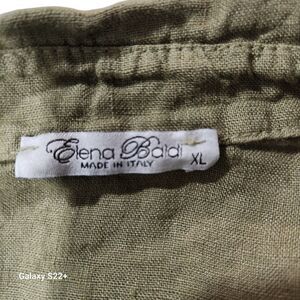 Elena Baldi
MADE IN ITALY
XL
Galaxy S22+